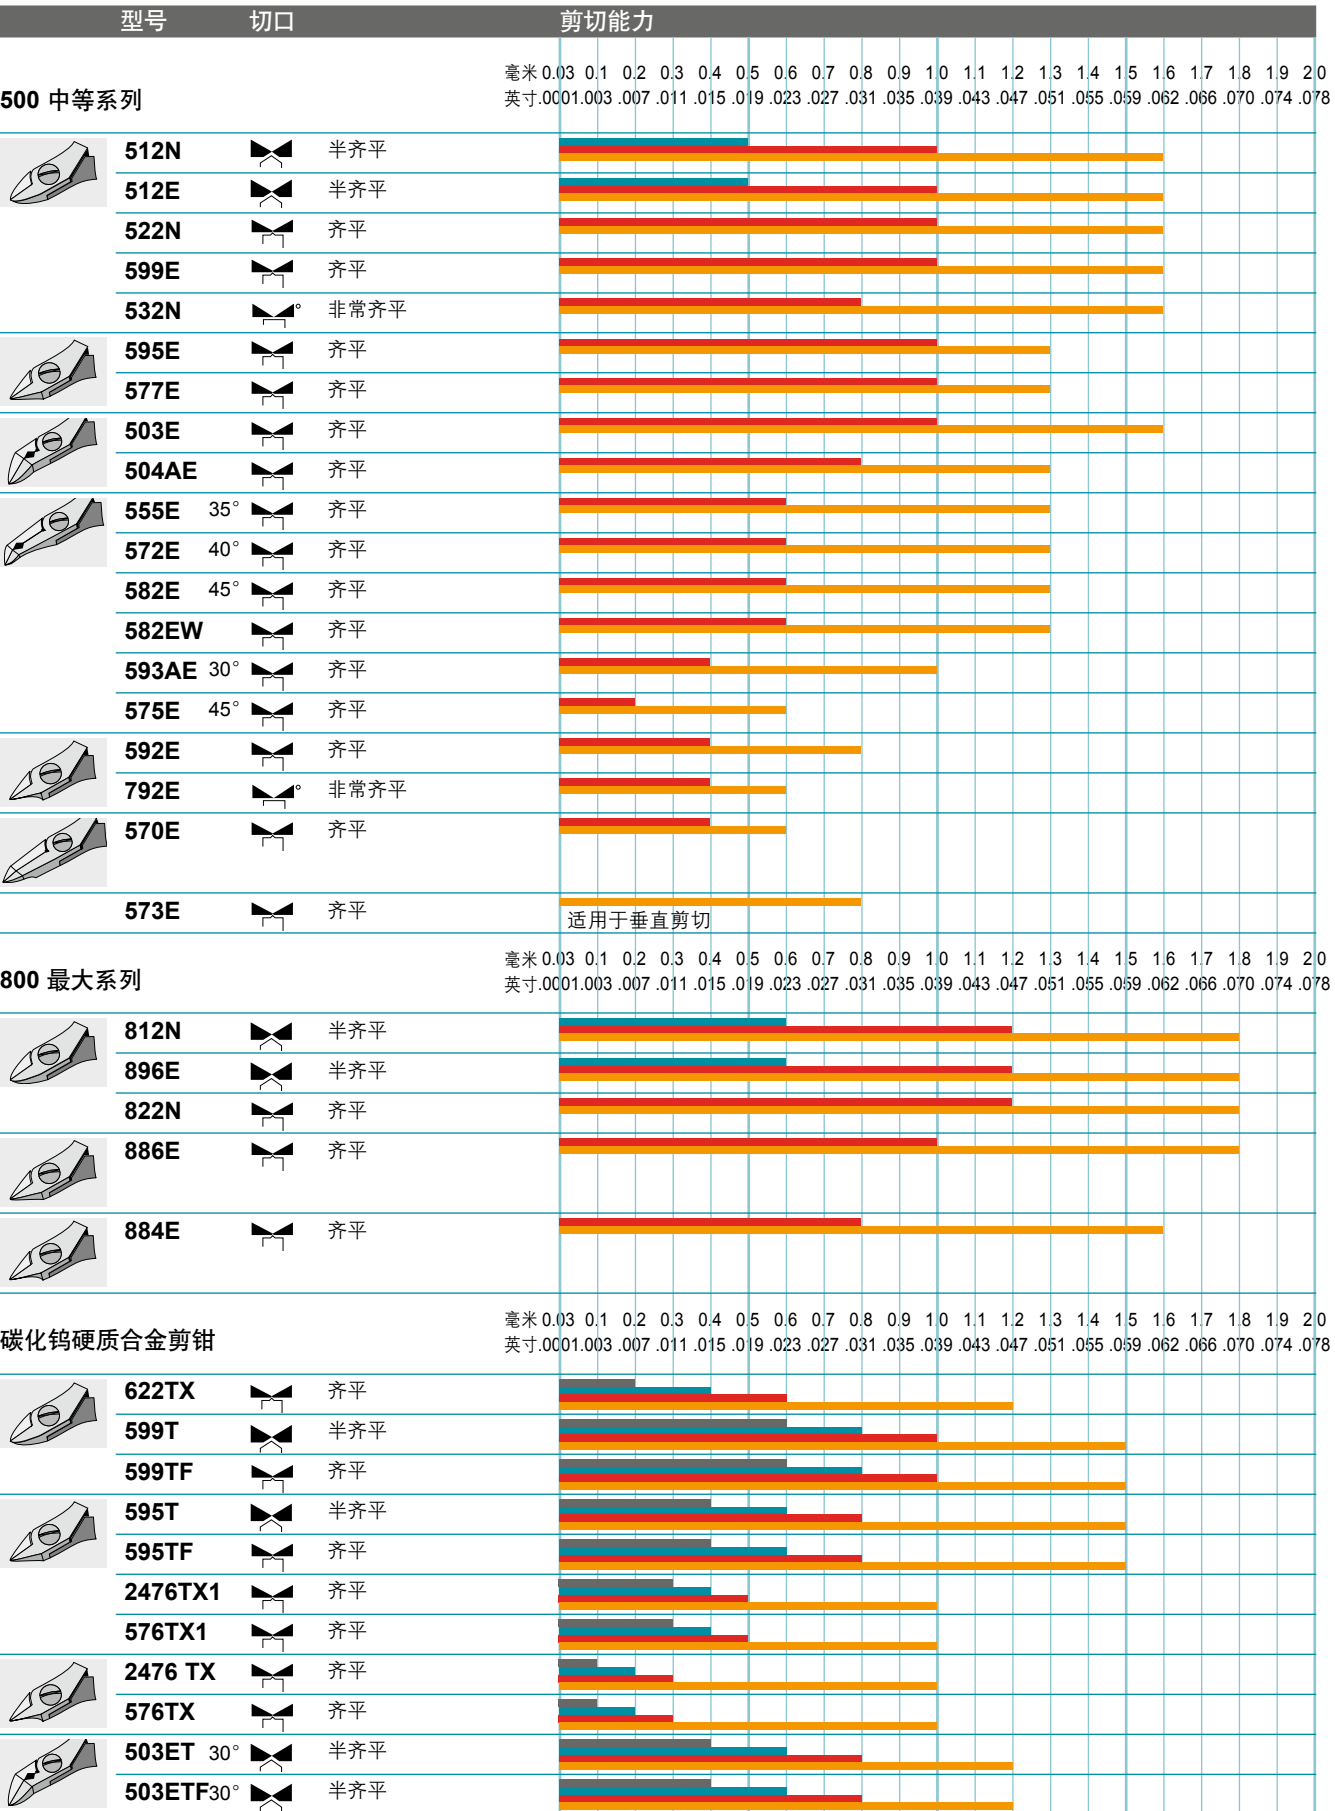 型号 切口 剪切能力
毫米 0.03 0.1 0.2 0.3 0.4 0.5 0.6 0.7 0.8 0.9 1.0 1.1 1.2 1.3 1.4 1.5 1.6 1.7 1.8 1.9 2.0
500 中等系列 英寸.0001.003 .007 .011 .015 .019 .023 .027 .031 .035 .039 .043 .047 .051 .055 .059 .062 .066 .070 .074 .078
512N 半齐平
512E 半齐平
522N 齐平
599E 齐平
532N ° 非常齐平
595E 齐平
577E 齐平
503E 齐平
504AE 齐平
555E 35° 齐平
572E 40° 齐平
582E 45° 齐平
582EW 齐平
593AE 30° 齐平
575E 45° 齐平
592E 齐平
792E ° 非常齐平
570E 齐平
573E 齐平
适用于垂直剪切
毫米 0.03 0.1 0.2 0.3 0.4 0.5 0.6 0.7 0.8 0.9 1.0 1.1 1.2 1.3 1.4 1.5 1.6 1.7 1.8 1.9 2.0
800 最大系列 英寸.0001.003 .007 .011 .015 .019 .023 .027 .031 .035 .039 .043 .047 .051 .055 .059 .062 .066 .070 .074 .078
812N 半齐平
896E 半齐平
822N 齐平
886E 齐平
884E 齐平
毫米 0.03 0.1 0.2 0.3 0.4 0.5 0.6 0.7 0.8 0.9 1.0 1.1 1.2 1.3 1.4 1.5 1.6 1.7 1.8 1.9 2.0
碳化钨硬质合金剪钳 英寸.0001.003 .007 .011 .015 .019 .023 .027 .031 .035 .039 .043 .047 .051 .055 .059 .062 .066 .070 .074 .078
622TX 齐平
599T 半齐平
599TF 齐平
595T 半齐平
595TF 齐平
2476TX1 齐平
576TX1 齐平
2476 TX 齐平
576TX 齐平
503ET 30° 半齐平
503ETF30° 半齐平